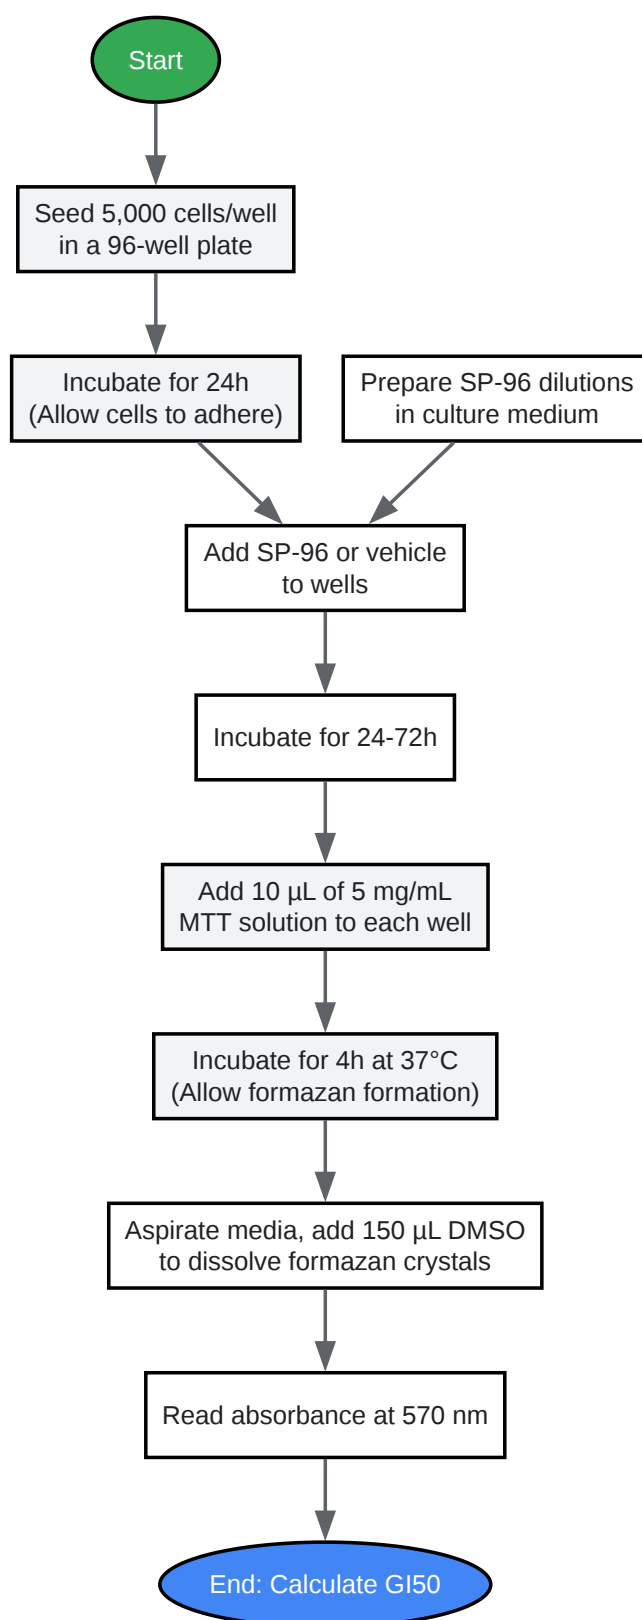 Start
Seed 5,000 cells/well
in a 96-well plate
Incubate for 24h
(Allow cells to adhere)
Prepare SP-96 dilutions
in culture medium
Add SP-96 or vehicle
to wells
Incubate for 24-72h
Add 10 µL of 5 mg/mL
MTT solution to each well
Incubate for 4h at 37°C
(Allow formazan formation)
Aspirate media, add 150 µL DMSO
to dissolve formazan crystals
Read absorbance at 570 nm
End: Calculate GI50